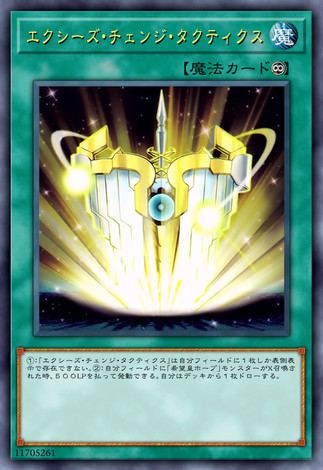 エクシーズ・チェンジ・タクティクス 魔
【魔法カード】
①:「エクシーズ・チェンジ・タクティクス」は自分フィールドに1枚しか表側表
示で存在できない。②:自分フィールドに「希望皇ホープ」モンスターがX召喚さ
れた時、500LPを払って発動できる。自分はデッキから1枚ドローする。
11705261